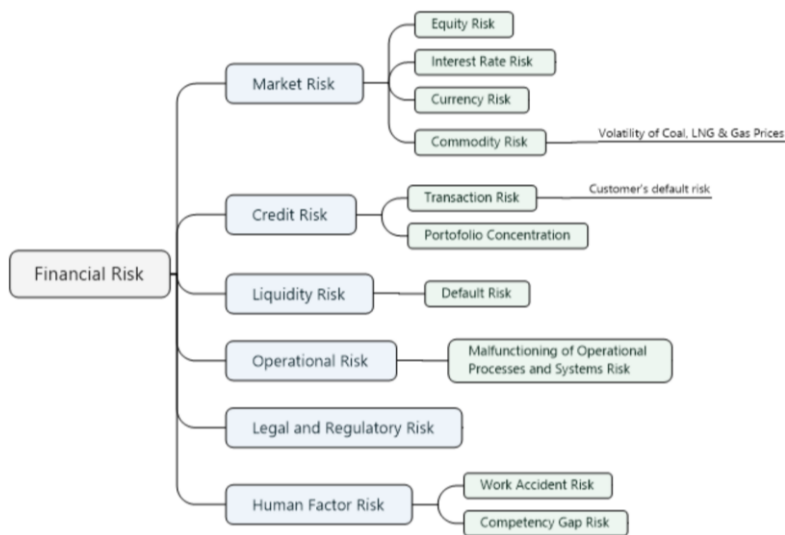 Equity Risk
Market Risk
Interest Rate Risk
Currency Risk
Commodity Risk
Volatility of Coal, LNG & Gas Prices
Credit Risk
Transaction Risk
Customer's default risk
Portofolio Concentration
Financial Risk
Liquidity Risk
Default Risk
Operational Risk
Malfunctioning of Operational
Processes and Systems Risk
Legal and Regulatory Risk
Human Factor Risk
Work Accident Risk
Competency Gap Risk